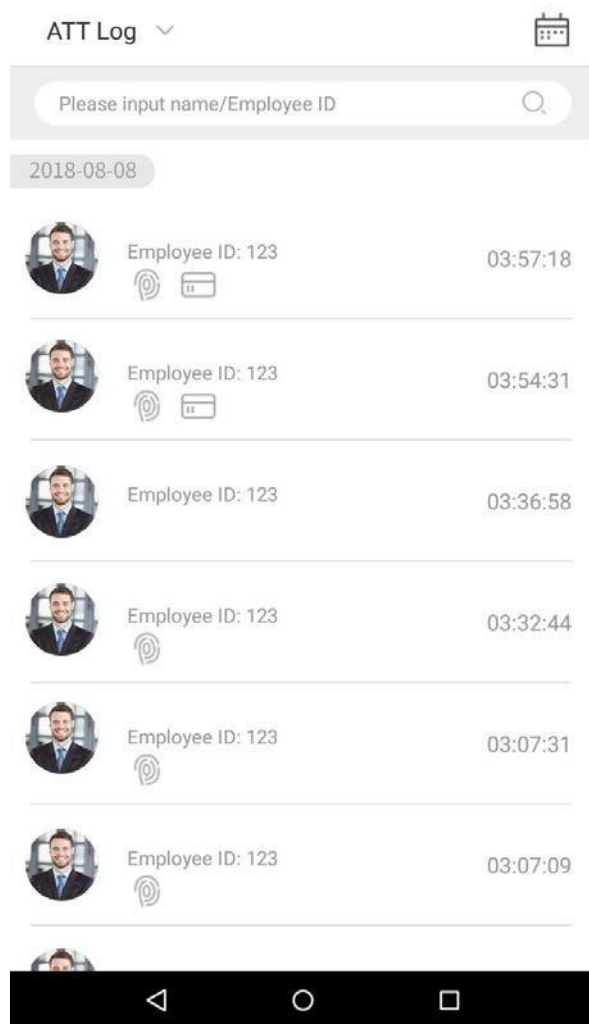 ATT Log
Please input name/Employee ID
2018-08-08
Employee ID: 123
03:57:18
Employee ID: 123
03:54:31
Employee ID: 123
03:36:58
Employee ID: 123
03:32:44
Employee ID: 123
03:07:31
Employee ID: 123
03:07:09